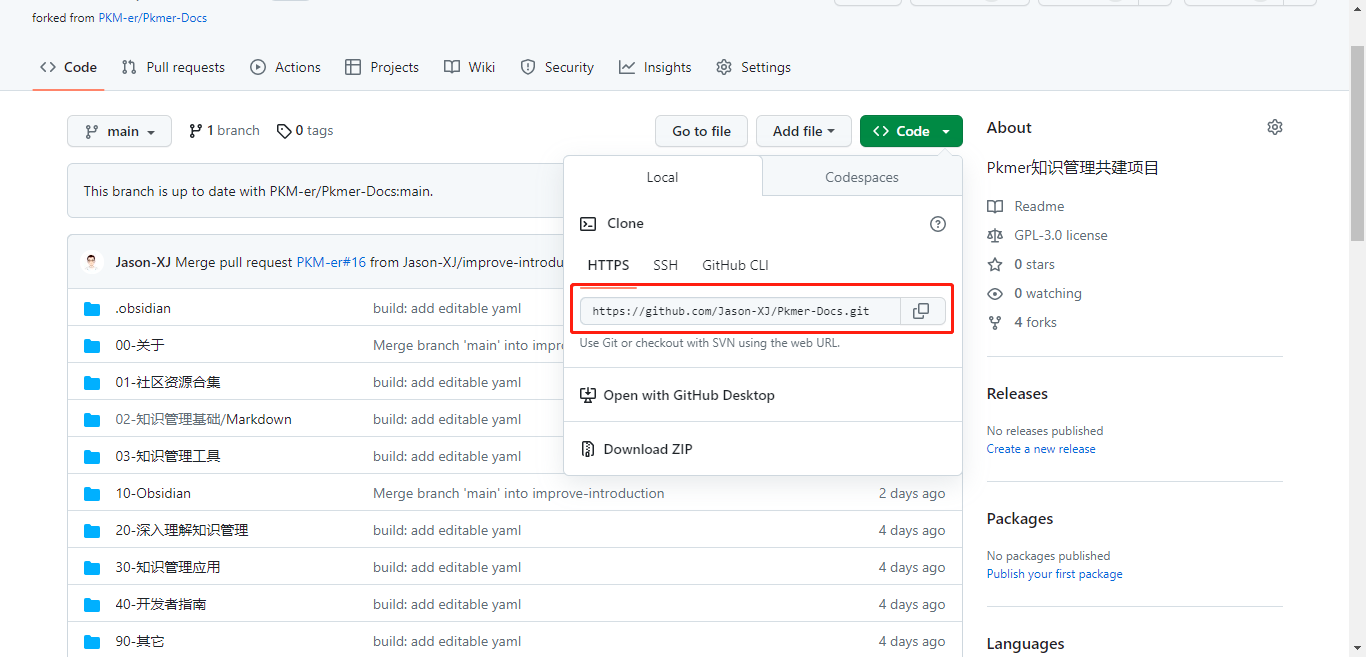 forked from PKM-er/Pkmer-Docs
Code Pull requests Actions Projects Wiki Security Insights Settings
main 1 branch 0 tags Go to file Add file Code
This branch is up to date with PKM-er/Pkmer-Docs:main.
Jason-XJ Merge pull request PKM-er#16 from Jason-XJ/improve-introdu
.obsidian build: add editable yaml
00-关于 Merge branch 'main' into impr
01-社区资源合集 build: add editable yaml
02-知识管理基础/Markdown build: add editable yaml
03-知识管理工具 build: add editable yaml
10-Obsidian Merge branch 'main' into improve-introduction 2 days ago
20-深入理解知识管理 build: add editable yaml 4 days ago
30-知识管理应用 build: add editable yaml 4 days ago
40-开发者指南 build: add editable yaml 4 days ago
90-其它 build: add editable yaml 4 days ago
Local Codespaces
Clone
HTTPS SSH GitHub CLI
https://github.com/Jason-XJ/Pkmer-Docs.git
Use Git or checkout with SVN using the web URL.
Open with GitHub Desktop
Download ZIP
About
Pkmer知识管理共建项目
Readme
GPL-3.0 license
0 stars
0 watching
4 forks
Releases
No releases published
Create a new release
Packages
No packages published
Publish your first package
Languages